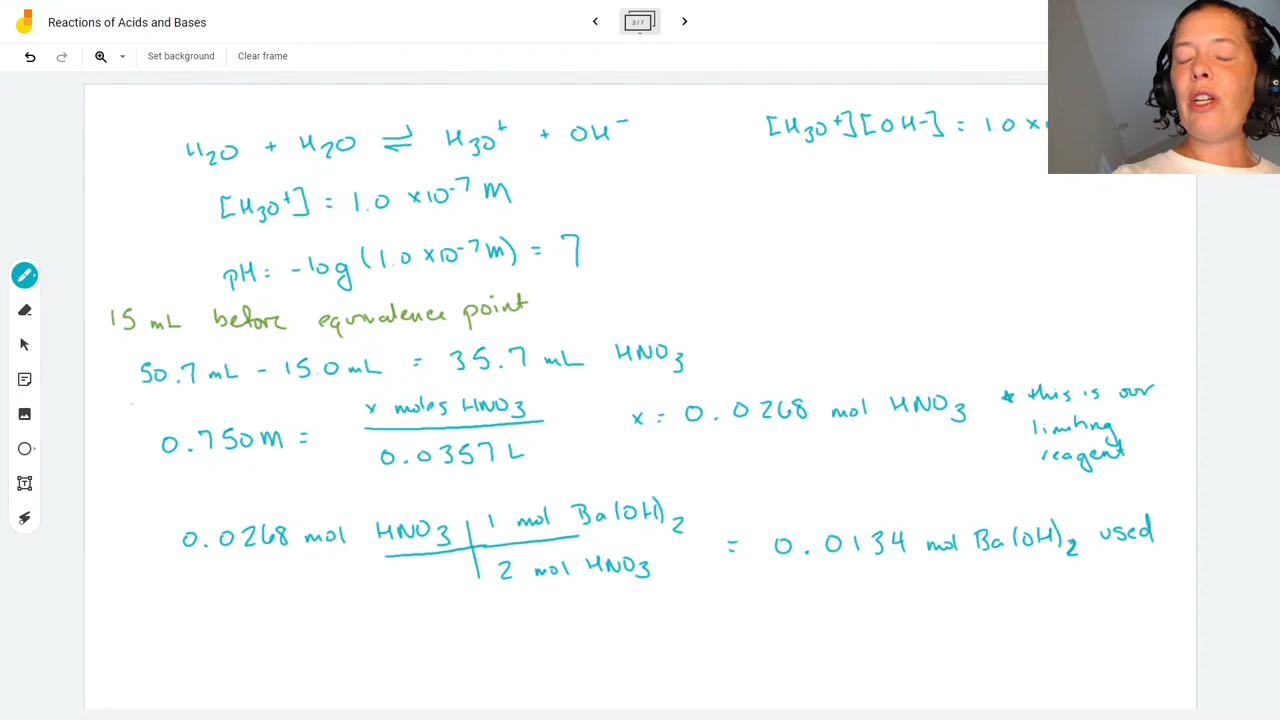 Reactions of Acids and Bases
3 / 7
Set background
Clear frame
H2O + H2O ⇌ H3O+ + OH-
[H3O+][OH-] = 1.0 x
[H3O+] = 1.0 x10-7 M
pH = -log (1.0 x10-7 M) = 7
15 mL before equivalence point
50.7 mL - 15.0 mL = 35.7 mL HNO3
0.750 M = x moles HNO3 / 0.0357 L
x = 0.0268 mol HNO3
* this is our
limiting
reagent
0.0268 mol HNO3 | 1 mol Ba(OH)2
2 mol HNO3
= 0.0134 mol Ba(OH)2 used